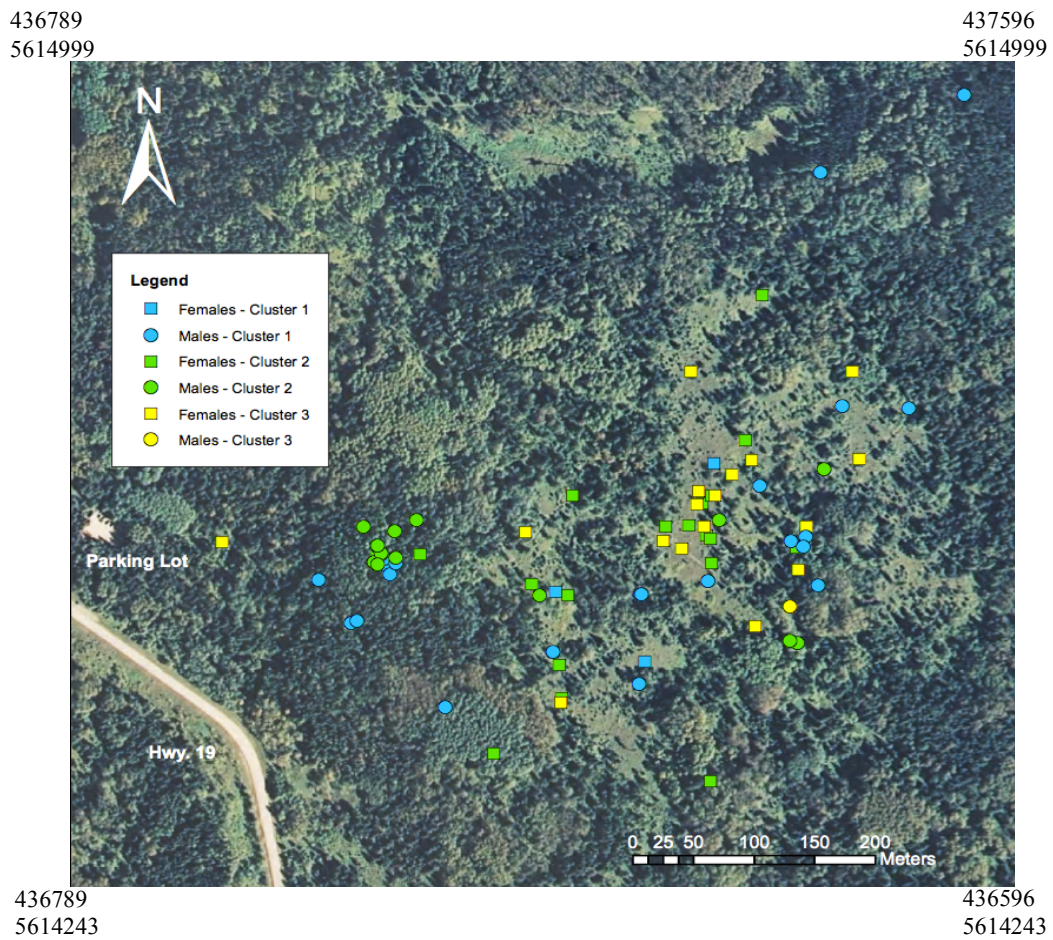 436789
5614999
437596
5614999
N
Legend
Females - Cluster 1
Males - Cluster 1
Females - Cluster 2
Males - Cluster 2
Females - Cluster 3
Males - Cluster 3
Parking Lot
Hwy. 19
0 25 50 100 150 200
Meters
436789
5614243
436596
5614243